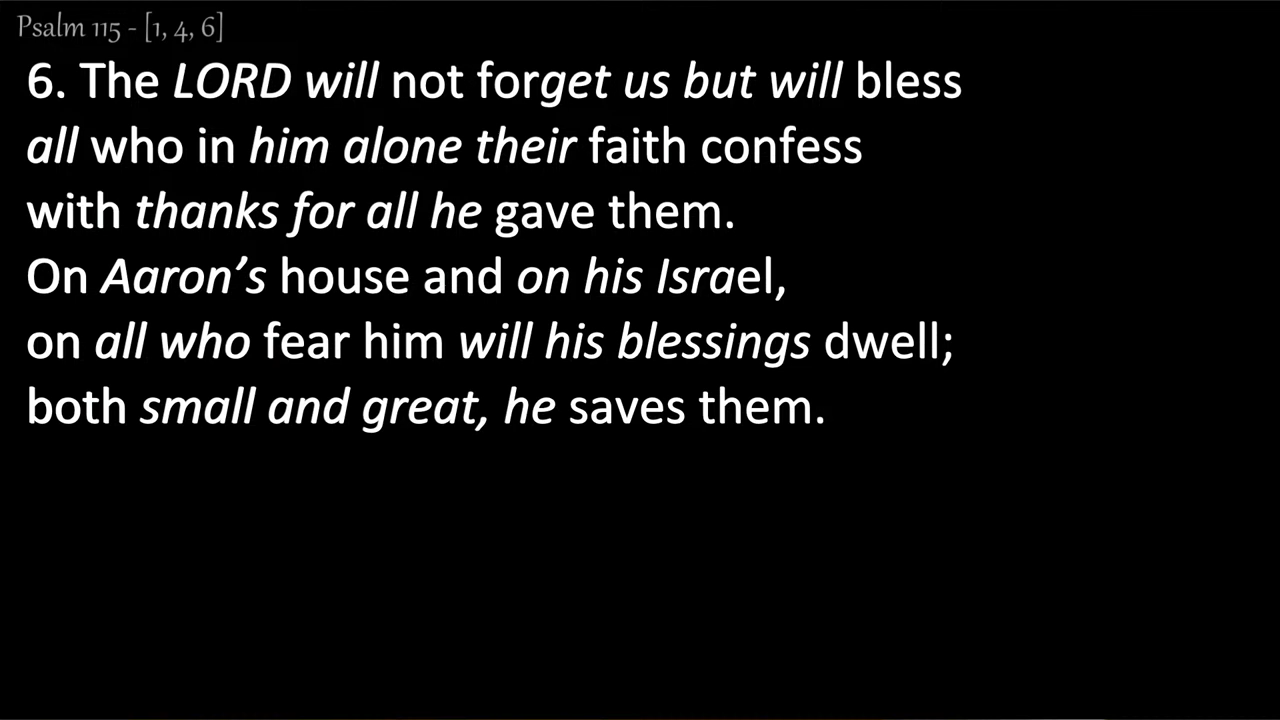 Psalm 115 - [1, 4, 6]
6. The LORD will not forget us but will bless
all who in him alone their faith confess
with thanks for all he gave them.
On Aaron’s house and on his Israel,
on all who fear him will his blessings dwell;
both small and great, he saves them.